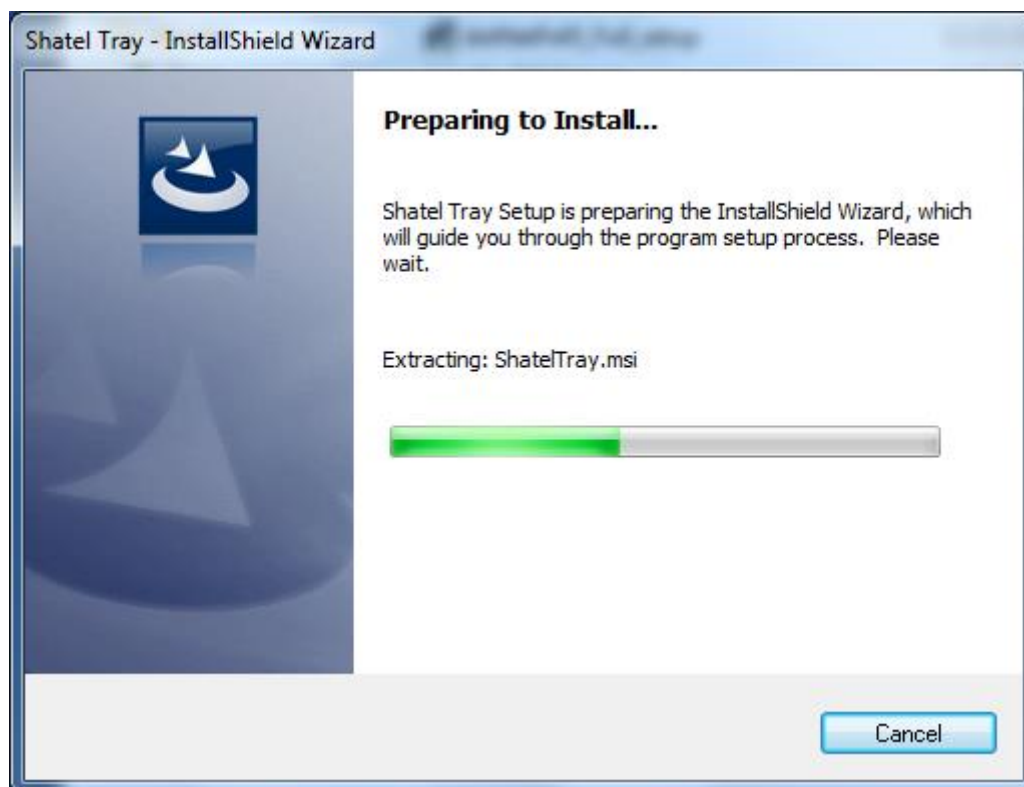 Shatel Tray - InstallShield Wizard
Preparing to Install...
Shatel Tray Setup is preparing the InstallShield Wizard, which
will guide you through the program setup process.  Please
wait.
Extracting: ShatelTray.msi
Cancel